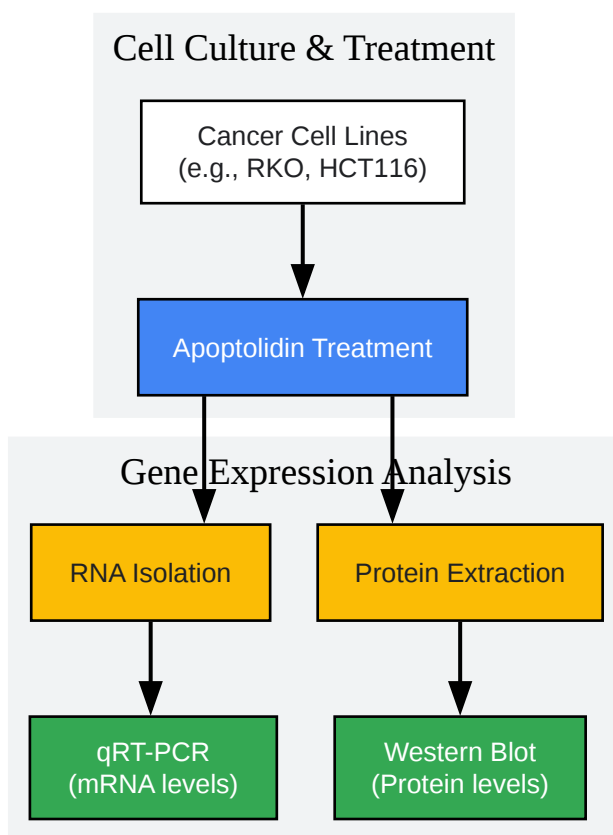 Cell Culture & Treatment
Cancer Cell Lines
(e.g., RKO, HCT116)
Apoptolidin Treatment
Gene Expression Analysis
RNA Isolation
Protein Extraction
qRT-PCR
(mRNA levels)
Western Blot
(Protein levels)